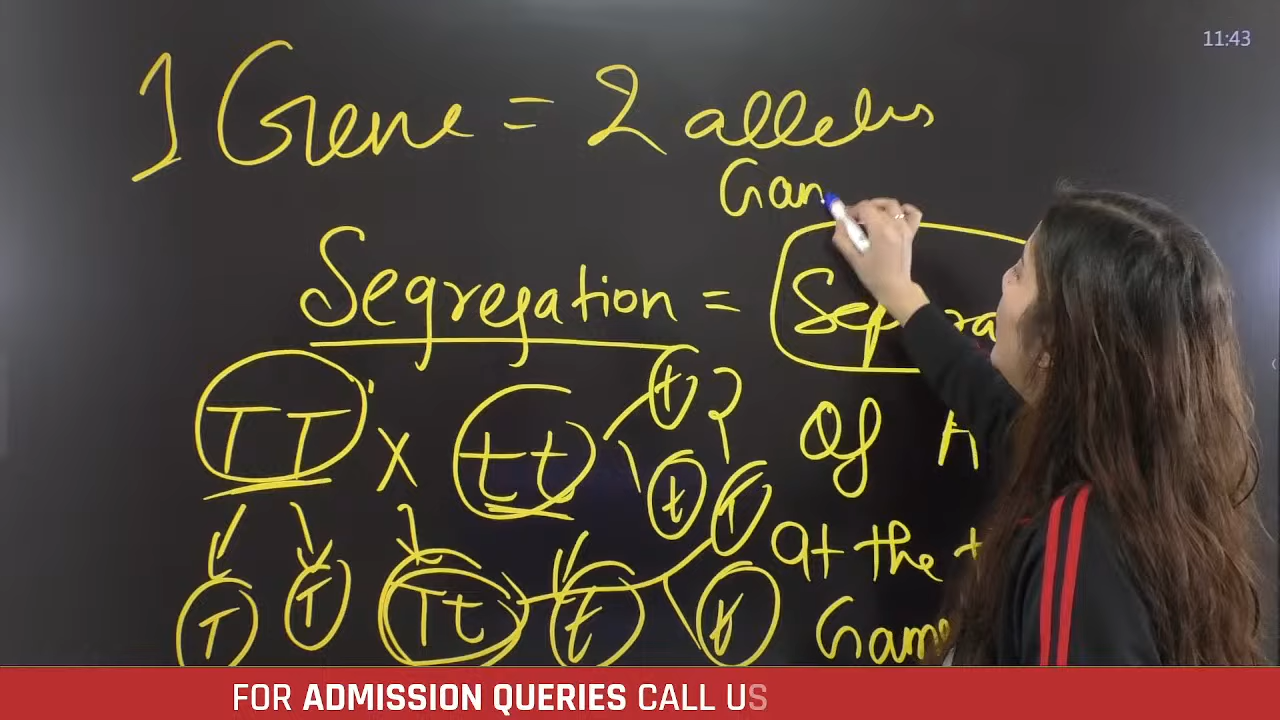 11:43
1 Gene = 2 alleles
Gam
Segregation = Separa
TT x tt t
t
Of
at the t
T T Tt t T t
Game
FOR ADMISSION QUERIES CALL US